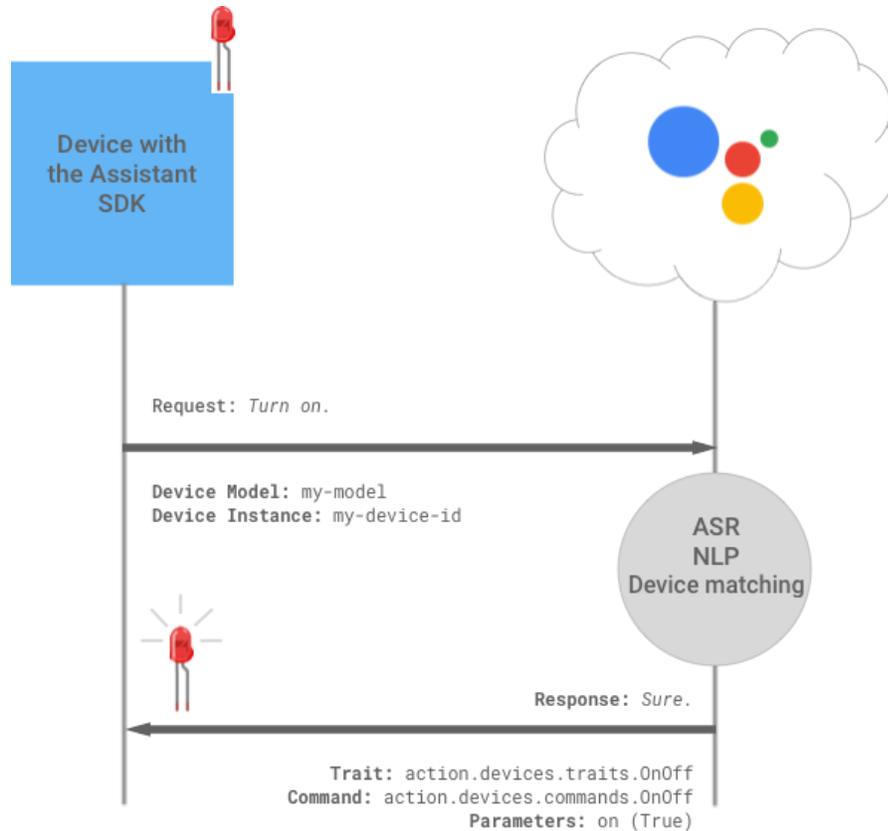 Device with
the Assistant
SDK
Request: Turn on.
Device Model: my-model
Device Instance: my-device-id
ASR
NLP
Device matching
Response: Sure.
Trait: action.devices.traits.OnOff
Command: action.devices.commands.OnOff
Parameters: on (True)